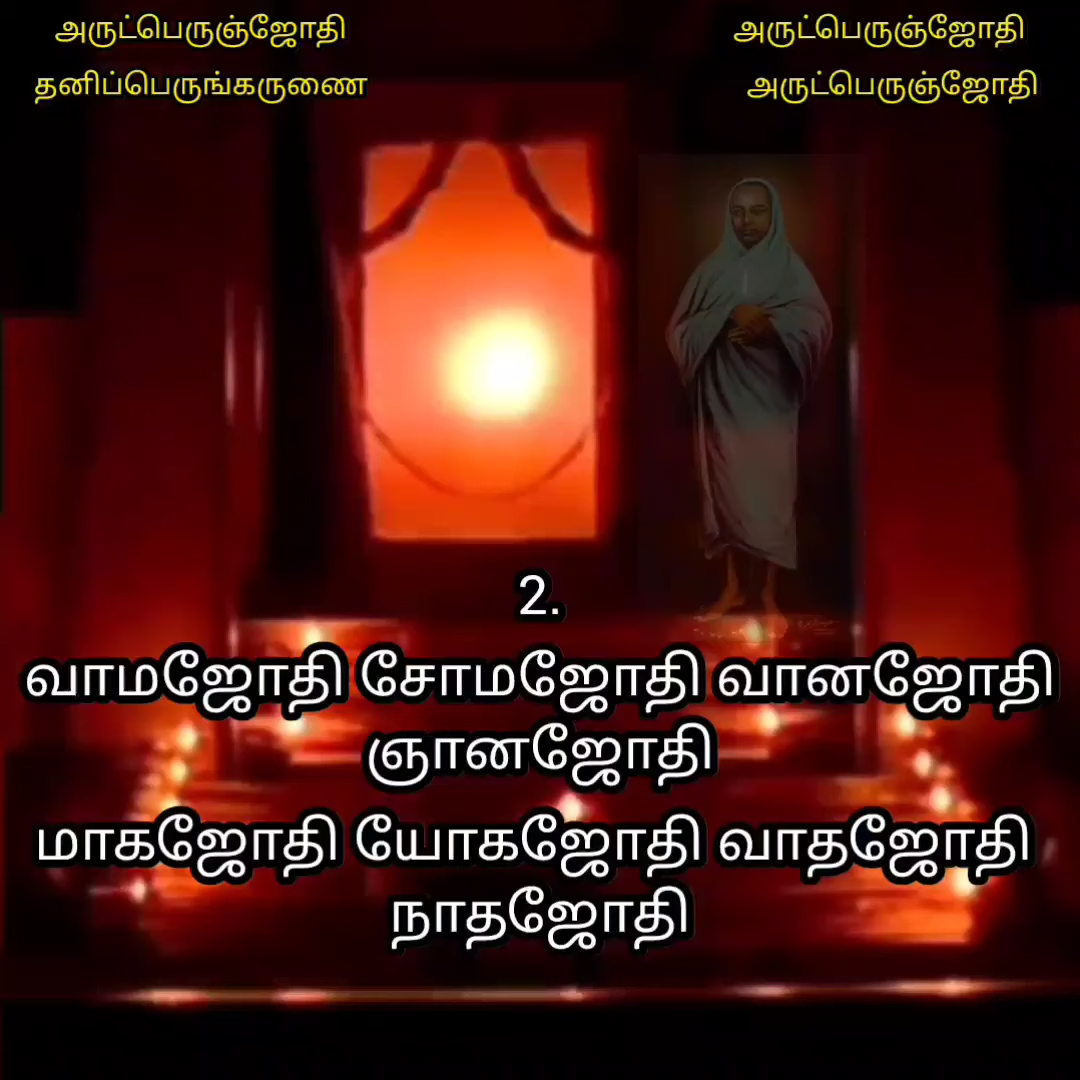 அருட்பெருஞ்ஜோதி அருட்பெருஞ்ஜோதி
தனிப்பெருங்கருணை அருட்பெருஞ்ஜோதி
2.
வாமஜோதி சோமஜோதி வானஜோதி
ஞானஜோதி
மாகஜோதி யோகஜோதி வாதஜோதி
நாதஜோதி